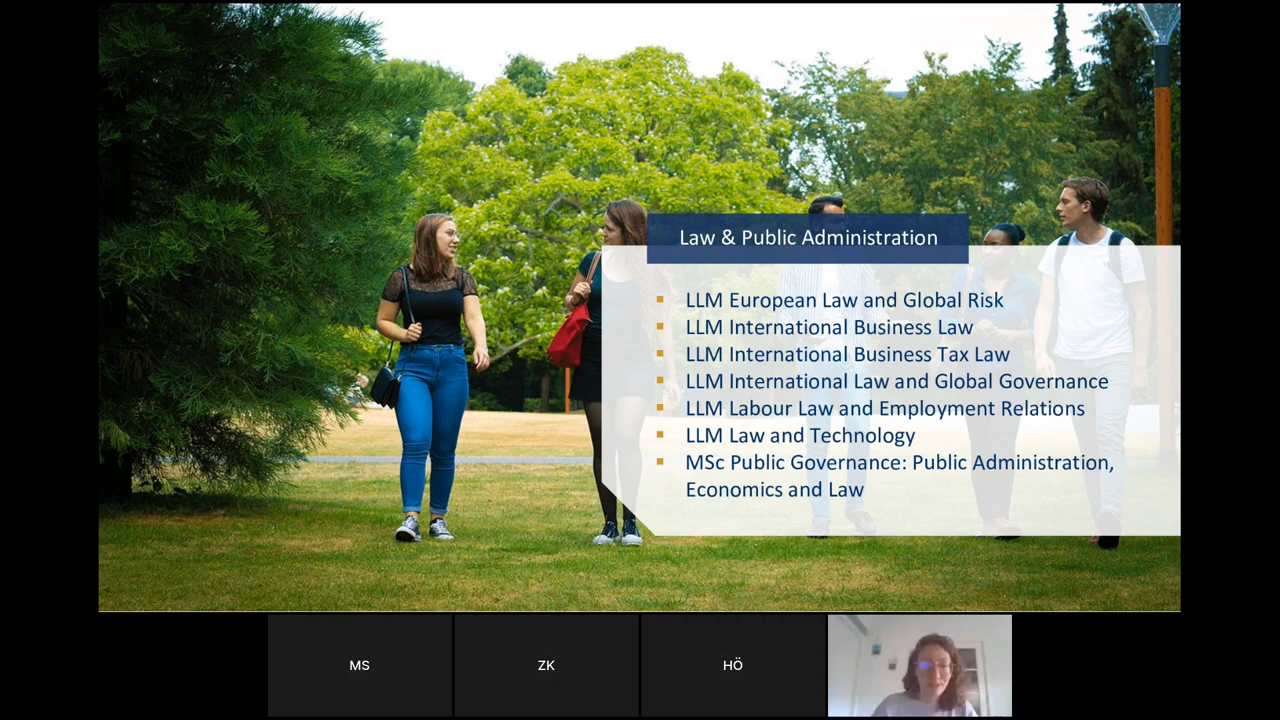 Law & Public Administration
LLM European Law and Global Risk
LLM International Business Law
LLM International Business Tax Law
LLM International Law and Global Governance
LLM Labour Law and Employment Relations
LLM Law and Technology
MSc Public Governance: Public Administration,
Economics and Law
MS
ZK
HÖ